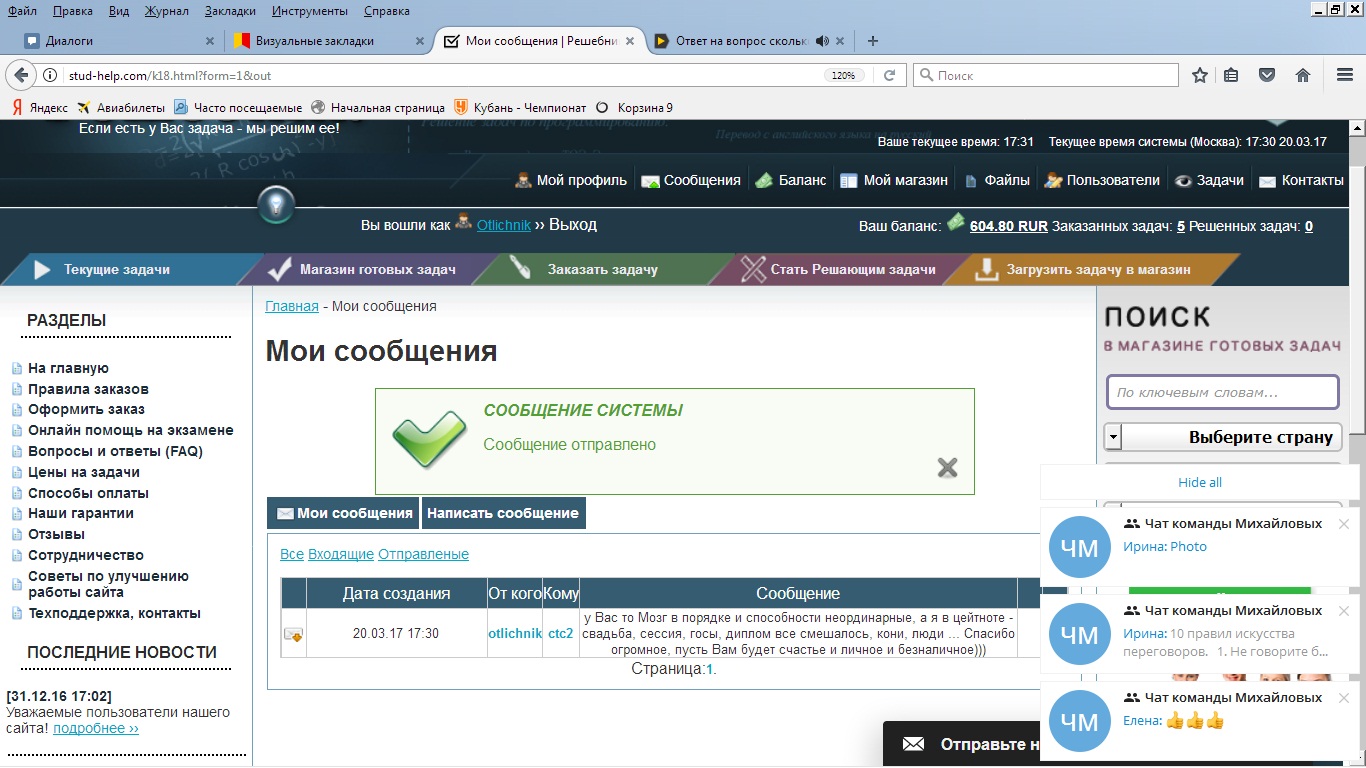 Файл Правка Вид Журнал Закладки Инструменты Справка
Диалоги
Визуальные закладки
Мои сообщения | Решебни
Ответ на вопрос скольк
stud-help.com/k18.html?form=1&out
120%
Поиск
Яндекс Авиабилеты Часто посещаемые Начальная страница Кубань - Чемпионат Корзина 9
Если есть у Вас задача - мы решим ее!
Решение задач по программированию.
Перевод с английского языка на русский
Ваше текущее время: 17:31 Текущее время системы (Москва): 17:30 20.03.17
Мой профиль Сообщения Баланс Мой магазин Файлы Пользователи Задачи Контакты
Вы вошли как Otlichnik ›› Выход
Ваш баланс: 604.80 RUR Заказанных задач: 5 Решенных задач: 0
Текущие задачи
Магазин готовых задач
Заказать задачу
Стать Решающим задачи
Загрузить задачу в магазин
РАЗДЕЛЫ
На главную
Правила заказов
Оформить заказ
Онлайн помощь на экзамене
Вопросы и ответы (FAQ)
Цены на задачи
Способы оплаты
Наши гарантии
Отзывы
Сотрудничество
Советы по улучшению
работы сайта
Техподдержка, контакты
ПОСЛЕДНИЕ НОВОСТИ
[31.12.16 17:02]
Уважаемые пользователи нашего
сайта! подробнее ››
Главная - Мои сообщения
Мои сообщения
СООБЩЕНИЕ СИСТЕМЫ
Сообщение отправлено
Мои сообщения
Написать сообщение
Все Входящие Отправленые
Дата создания От кого Кому Сообщение
20.03.17 17:30 otlichnik ctc2
у Вас то Мозг в порядке и способности неординарные, а я в цейтноте -
свадьба, сессия, госы, диплом все смешалось, кони, люди ... Спасибо
огромное, пусть Вам будет счастье и личное и безналичное)))
Страница:1.
ПОИСК
В МАГАЗИНЕ ГОТОВЫХ ЗАДАЧ
По ключевым словам...
Выберите страну
Hide all
ЧМ
Чат команды Михайловых
Ирина: Photo
ЧМ
Чат команды Михайловых
Ирина: 10 правил искусства
переговоров. 1. Не говорите б...
ЧМ
Чат команды Михайловых
Елена: 👍👍👍
Отправьте н